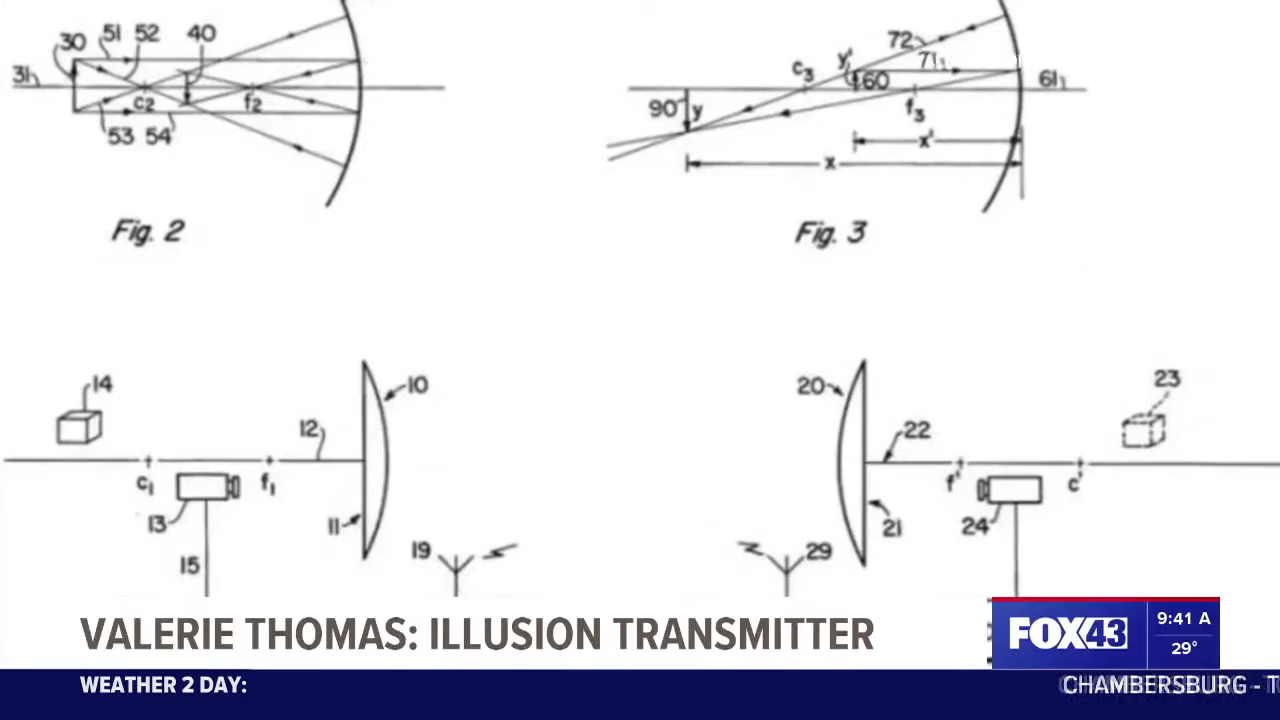 30 51 52 40
31
c2 f2
53 54
Fig. 2
72
c3 y' 71
60 61
90 y f3
x'
x
Fig. 3
14 10
12
c1 f1
13 11
15 19
20 23
22
f' c'
21 24
29
VALERIE THOMAS: ILLUSION TRANSMITTER
FOX43
9:41 A
29°
WEATHER 2 DAY:
CHAMBERSBURG -